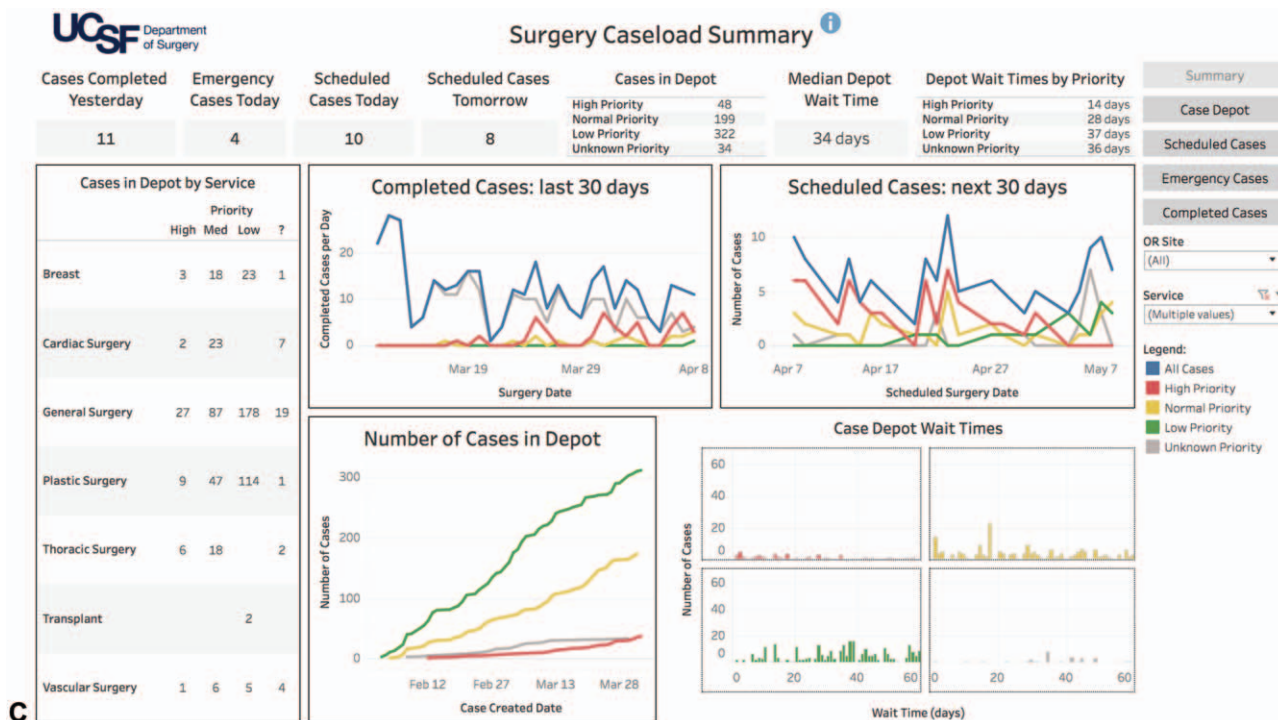 UCSF Department of Surgery
Surgery Caseload Summary i
Cases Completed Yesterday
11
Emergency Cases Today
4
Scheduled Cases Today
10
Scheduled Cases Tomorrow
8
Cases in Depot
High Priority 48
Normal Priority 199
Low Priority 322
Unknown Priority 34
Median Depot Wait Time
34 days
Depot Wait Times by Priority
High Priority 14 days
Normal Priority 28 days
Low Priority 37 days
Unknown Priority 36 days
Summary
Case Depot
Scheduled Cases
Emergency Cases
Completed Cases
OR Site
(All)
Service
(Multiple values)
Legend:
All Cases
High Priority
Normal Priority
Low Priority
Unknown Priority
Cases in Depot by Service
Priority
High Med Low ?
Breast 3 18 23 1
Cardiac Surgery 2 23 7
General Surgery 27 87 178 19
Plastic Surgery 9 47 114 1
Thoracic Surgery 6 18 2
Transplant 2
Vascular Surgery 1 6 5 4
Completed Cases: last 30 days
Completed Cases per Day
20
10
0
Mar 19 Mar 29 Apr 8
Surgery Date
Scheduled Cases: next 30 days
Number of Cases
10
5
0
Apr 7 Apr 17 Apr 27 May 7
Scheduled Surgery Date
Number of Cases in Depot
Number of Cases
300
200
100
0
Feb 12 Feb 27 Mar 13 Mar 28
Case Created Date
Case Depot Wait Times
Number of Cases
60
40
20
0
60
40
20
0
0 20 40 60 0 20 40 60
Wait Time (days)
C